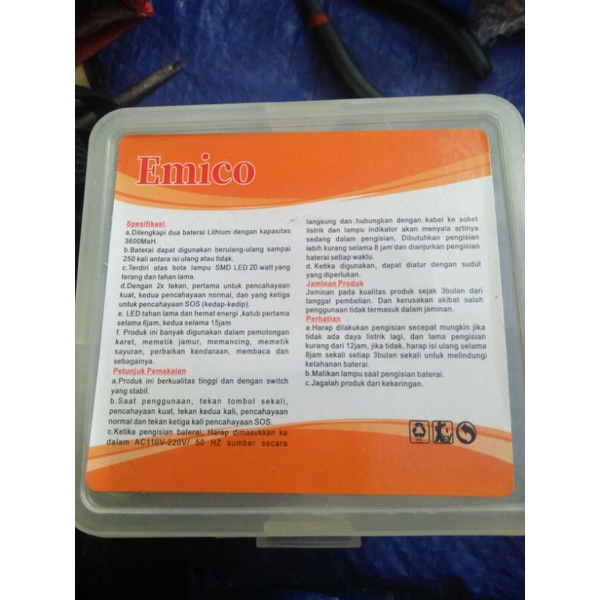 Emico
Spesifikasi.
a.Dilengkapi dua baterai Lithium dengan kapasitas
3600MaH.
b.Baterai dapat digunakan berulang-ulang sampai
250 kali antara isi ulang atau tidak.
c.Terdiri atas bola lampu SMD LED 20 watt yang
terang dan tahan lama.
d.Dengan 2x tekan, pertama untuk pencahayaan
kuat, kedua pencahayaan normal, dan yang ketiga
untuk pencahayaan SOS (kedap-kedip).
e. LED tahan lama dan hemat energi ,katub pertama
selama 6jam, kedua selama 15jam
f. Produk ini banyak digunakan dalam pemotongan
karet, memetik jamur, memancing, memetik
sayuran, perbaikan kendaraan, membaca dan
sebagainya.
Petunjuk Pemakaian
a.Produk ini berkualitas tinggi dan dengan switch
yang stabil.
b.Saat penggunaan, tekan tombol sekali,
pencahayaan kuat, tekan kedua kali, pencahayaan
normal dan tekan ketiga kali pencahayaan SOS.
c.Ketika pengisian baterai, Harap dimasukkan ke
dalam AC110V-220V/ 50 HZ sumber secara
langsung dan hubungkan dengan kabel ke soket
listrik dan lampu indikator akan menyala artinya
sedang dalam pengisian, Dibutuhkan pengisian
lebih kurang selama 8 jam dan dianjurkan pengisian
baterai setiap waktu.
d. Ketika digunakan, dapat diatur dengan sudut
yang diperlukan.
Jaminan Produk
Jaminan pada kualitas produk sejak 3bulan dari
tanggal pembelian. Dan kerusakan akibat salah
penggunaan tidak termasuk dalam jaminan.
Perhatian
a.Harap dilakukan pengisian secepat mungkin jika
tidak ada daya listrik lagi, dan lama pengisian
kurang dari 12jam, jika tidak, harap isi ulang selama
8jam sekali setiap 3bulan sekali untuk melindungi
ketahanan baterai.
b.Matikan lampu saat pengisian baterai.
c.Jagalah produk dari kekeringan.